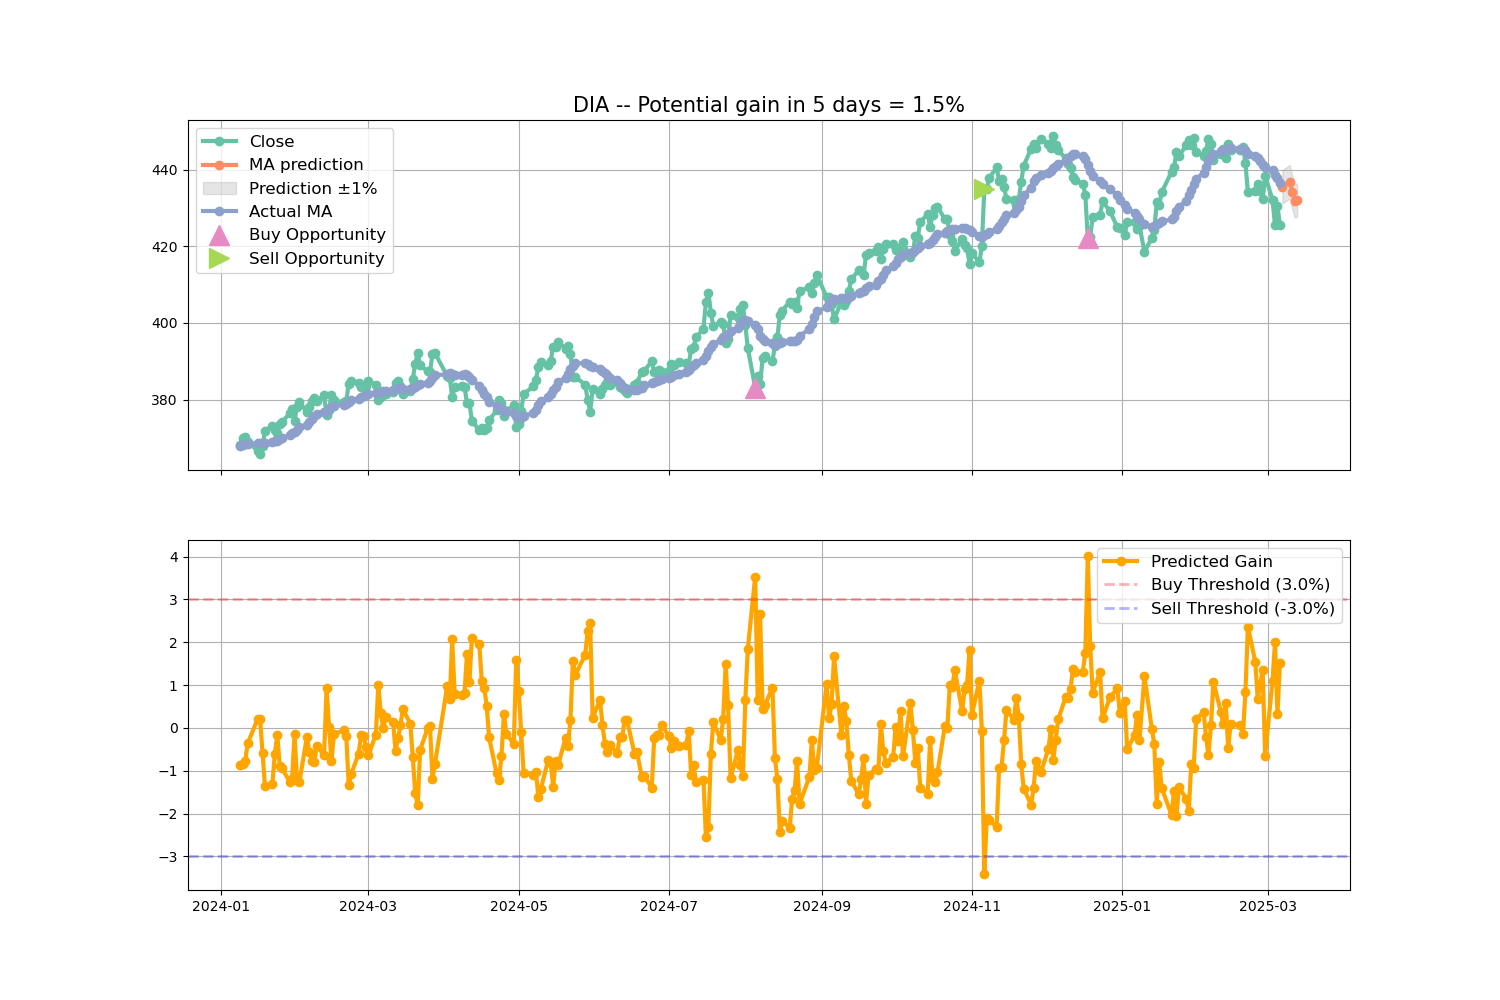 DIA -- Potential gain in 5 days = 1.5%
Close
MA prediction
Prediction ±1%
Actual MA
Buy Opportunity
Sell Opportunity
440
420
400
380
Predicted Gain
Buy Threshold (3.0%)
Sell Threshold (-3.0%)
4
3
2
1
0
−1
−2
−3
2024-01
2024-03
2024-05
2024-07
2024-09
2024-11
2025-01
2025-03